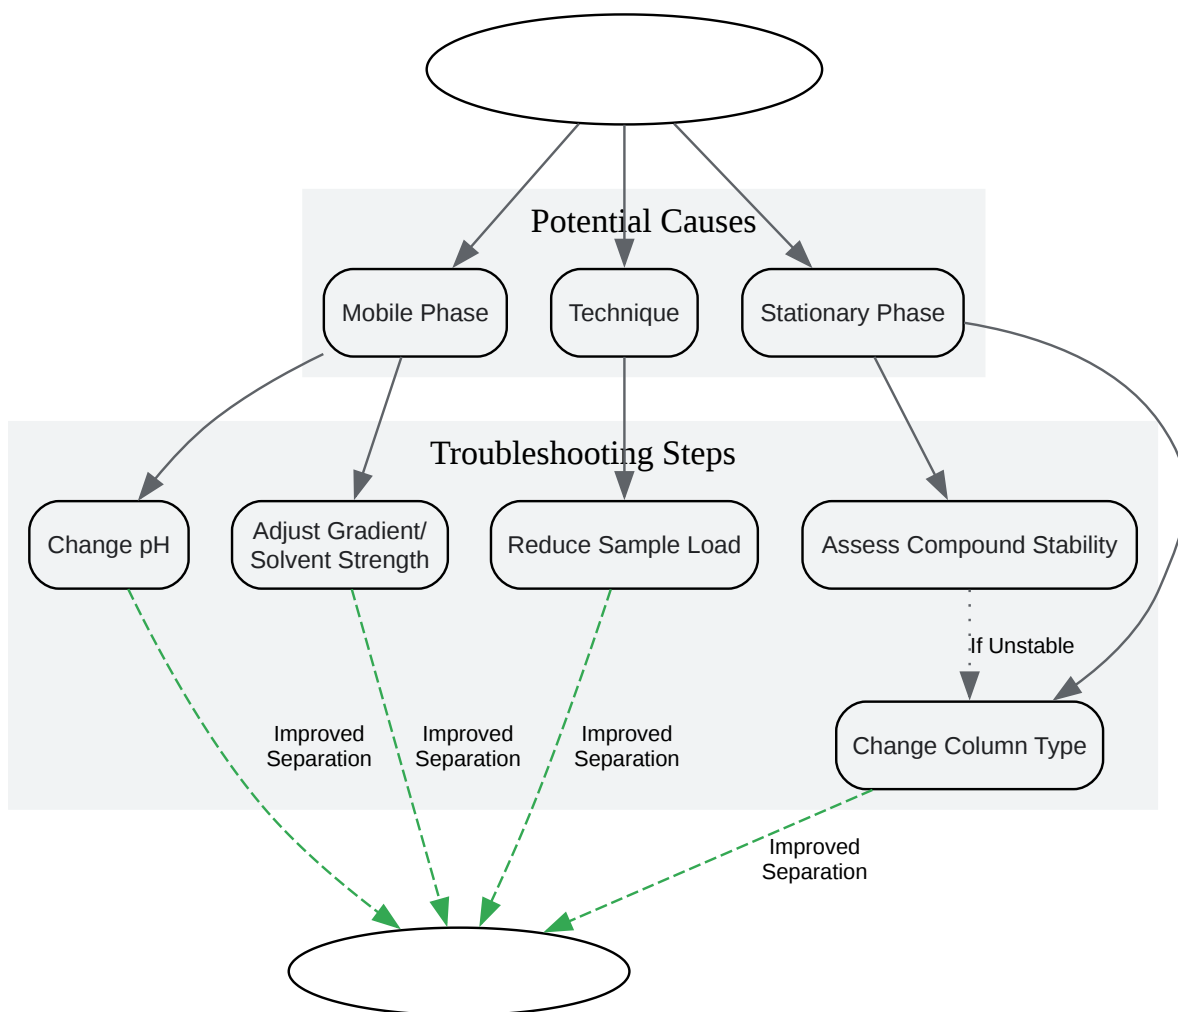 Potential Causes
Mobile Phase
Technique
Stationary Phase
Troubleshooting Steps
Change pH
Adjust Gradient/
Solvent Strength
Reduce Sample Load
Assess Compound Stability
If Unstable
Change Column Type
Improved
Separation
Improved
Separation
Improved
Separation
Improved
Separation